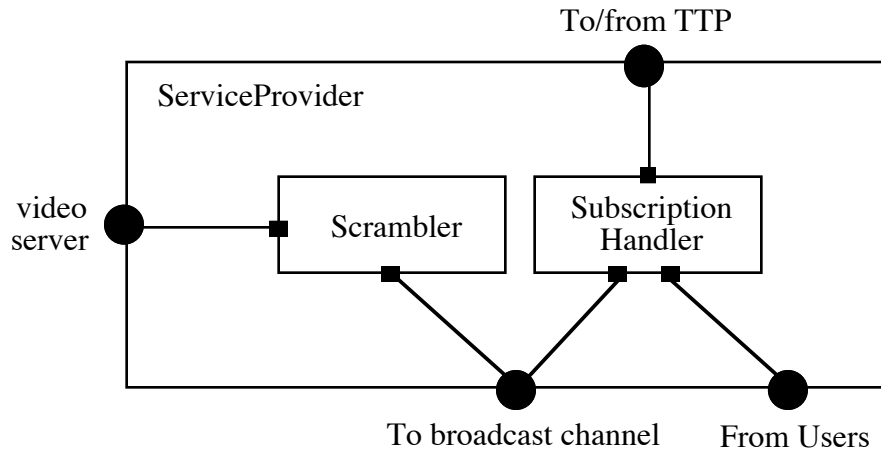 To/from TTP
ServiceProvider
video
server
Scrambler
Subscription
Handler
To broadcast channel
From Users